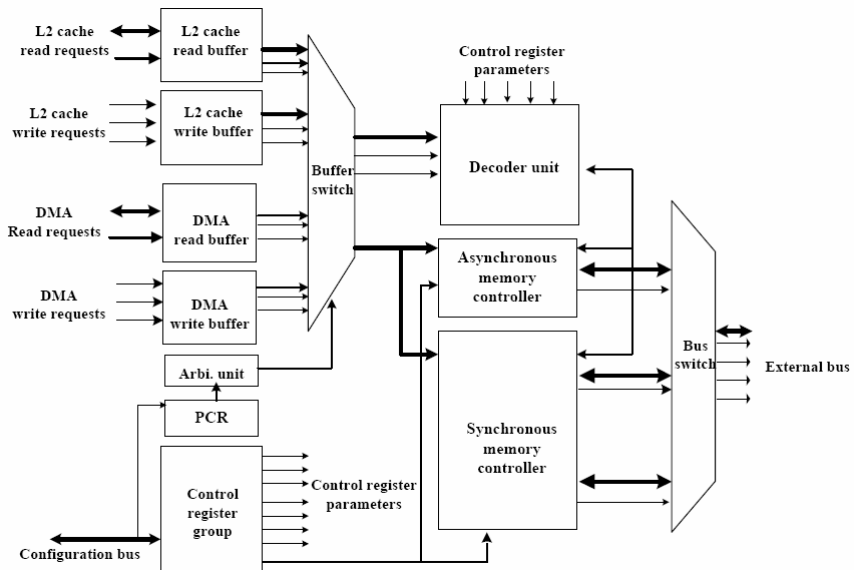 L2 cache
read requests
L2 cache
read buffer
L2 cache
write requests
L2 cache
write buffer
DMA
Read requests
DMA
read buffer
DMA
write requests
DMA
write buffer
Arbi. unit
PCR
Control
register
group
Configuration bus
Control register
parameters
Buffer
switch
Control register
parameters
Decoder unit
Asynchronous
memory
controller
Synchronous
memory
controller
Bus
switch
External bus